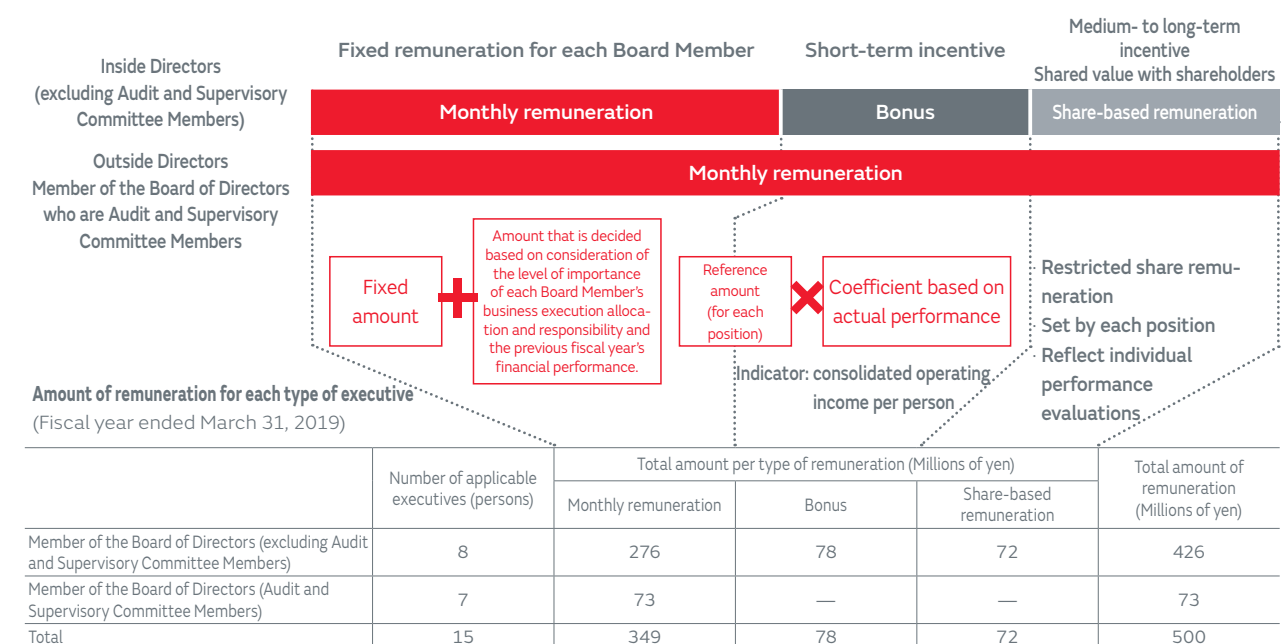 Fixed remuneration for each Board Member
Short-term incentive
Medium- to long-term
incentive
Shared value with shareholders
Inside Directors
(excluding Audit and Supervisory
Committee Members)
Monthly remuneration
Bonus
Share-based remuneration
Outside Directors
Member of the Board of Directors
who are Audit and Supervisory
Committee Members
Monthly remuneration
Fixed
amount
+
Amount that is decided
based on consideration of
the level of importance
of each Board Member's
business execution alloca-
tion and responsibility and
the previous fiscal year's
financial performance.
Reference
amount
(for each
position)
×
Coefficient based on
actual performance
Indicator: consolidated operating
income per person
Restricted share remu-
neration
Set by each position
Reflect individual
performance
evaluations
Amount of remuneration for each type of executive
(Fiscal year ended March 31, 2019)
Number of applicable
executives (persons)
Total amount per type of remuneration (Millions of yen)
Monthly remuneration
Bonus
Share-based
remuneration
Total amount of
remuneration
(Millions of yen)
Member of the Board of Directors (excluding Audit
and Supervisory Committee Members)
8 276 78 72 426
Member of the Board of Directors (Audit and
Supervisory Committee Members)
7 73 — — 73
Total 15 349 78 72 500